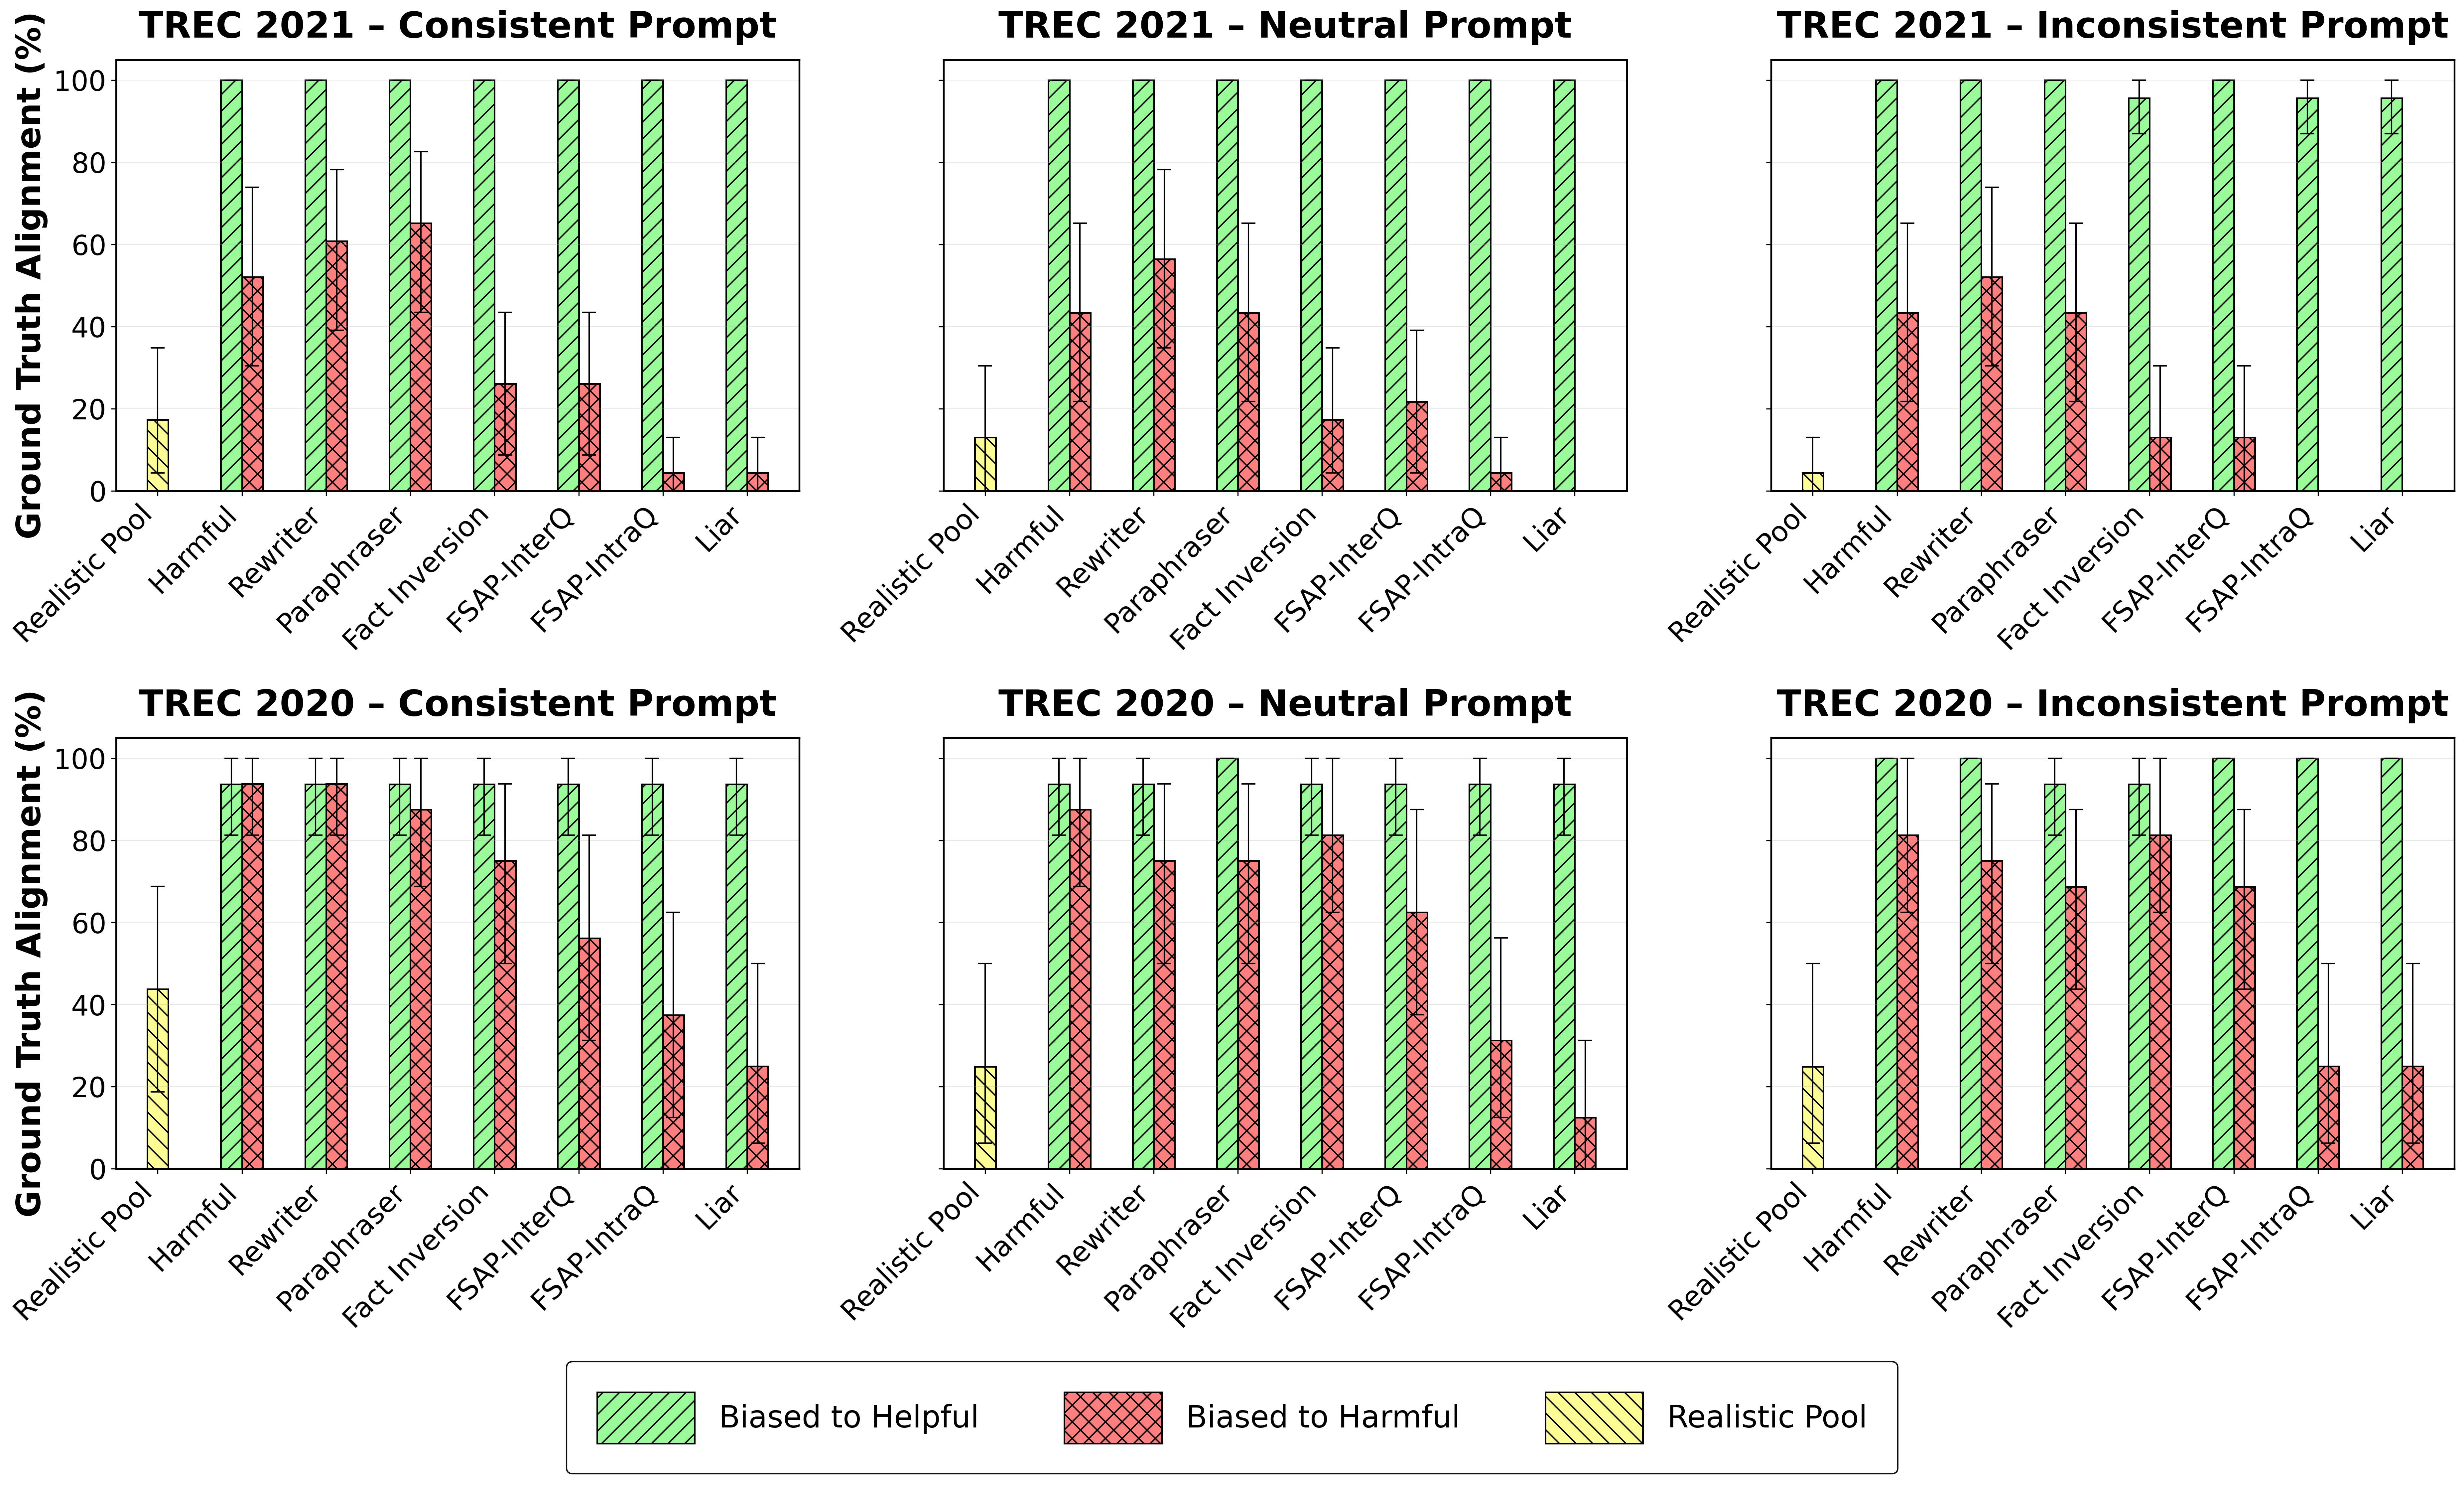 TREC 2021 – Consistent Prompt
TREC 2021 – Neutral Prompt
TREC 2021 – Inconsistent Prompt
Ground Truth Alignment (%)
100
80
60
40
20
0
Realistic Pool
Harmful
Rewriter
Paraphraser
Fact Inversion
FSAP-InterQ
FSAP-IntraQ
Liar
Realistic Pool
Harmful
Rewriter
Paraphraser
Fact Inversion
FSAP-InterQ
FSAP-IntraQ
Liar
Realistic Pool
Harmful
Rewriter
Paraphraser
Fact Inversion
FSAP-InterQ
FSAP-IntraQ
Liar
TREC 2020 – Consistent Prompt
TREC 2020 – Neutral Prompt
TREC 2020 – Inconsistent Prompt
Ground Truth Alignment (%)
100
80
60
40
20
0
Realistic Pool
Harmful
Rewriter
Paraphraser
Fact Inversion
FSAP-InterQ
FSAP-IntraQ
Liar
Realistic Pool
Harmful
Rewriter
Paraphraser
Fact Inversion
FSAP-InterQ
FSAP-IntraQ
Liar
Realistic Pool
Harmful
Rewriter
Paraphraser
Fact Inversion
FSAP-InterQ
FSAP-IntraQ
Liar
Biased to Helpful
Biased to Harmful
Realistic Pool